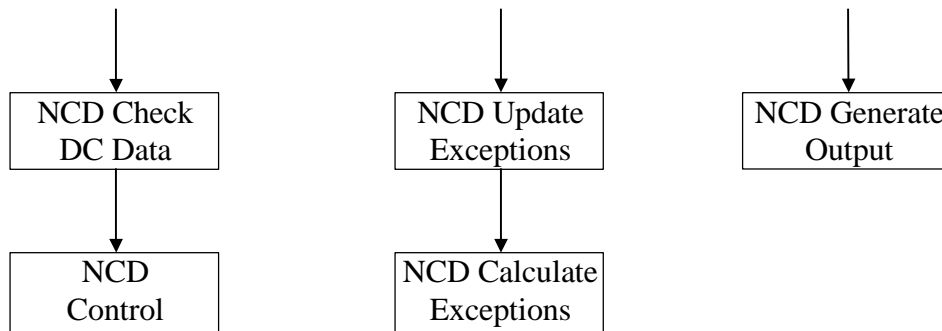 NCD Check
DC Data
NCD Update
Exceptions
NCD Generate
Output
NCD
Control
NCD Calculate
Exceptions